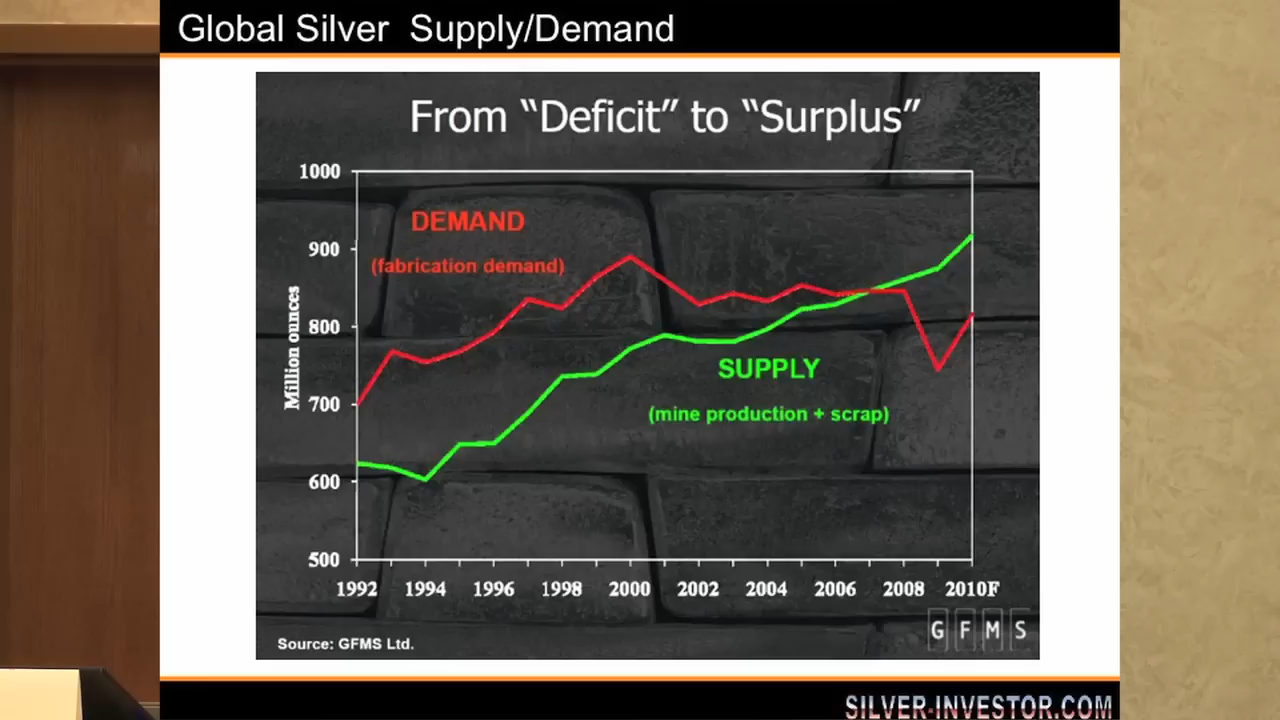 Global Silver Supply/Demand
From “Deficit” to “Surplus”
1000
900
800
700
600
500
Million ounces
DEMAND
(fabrication demand)
SUPPLY
(mine production + scrap)
1992 1994 1996 1998 2000 2002 2004 2006 2008 2010F
Source: GFMS Ltd.
G F M S
SILVER-INVESTOR.COM